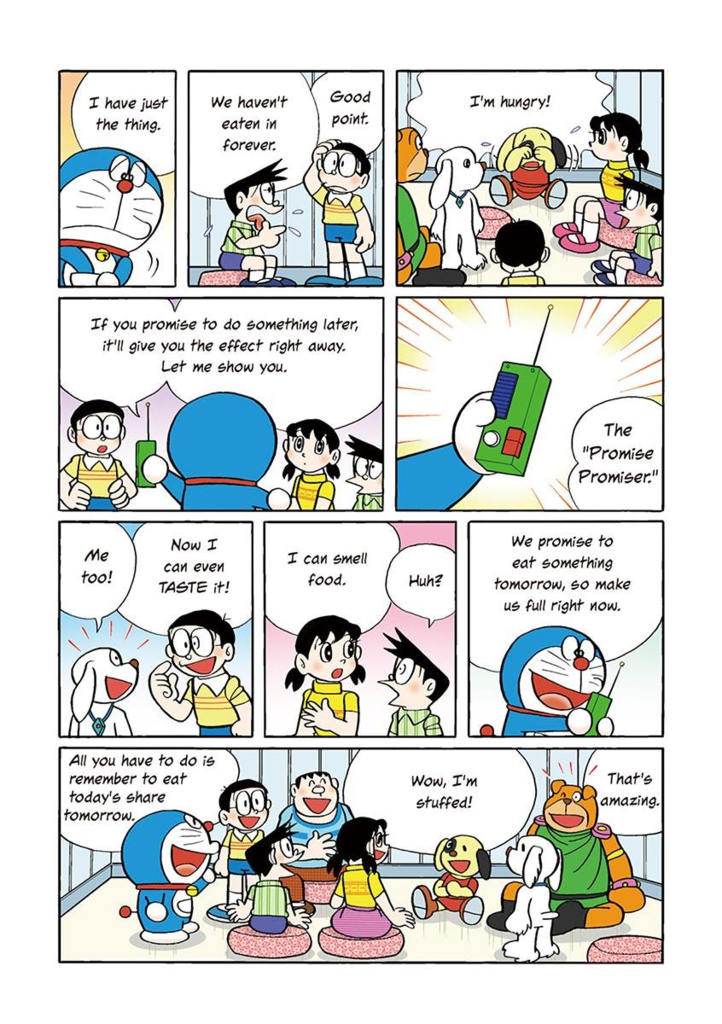 I'm hungry!
Good
point.
We haven't
eaten in
forever.
I have just
the thing.
The
"Promise
Promiser."
If you promise to do something later,
it'll give you the effect right away.
Let me show you.
We promise to
eat something
tomorrow, so make
us full right now.
Huh?
I can smell
food.
Now I
can even
TASTE it!
Me
too!
That's
amazing.
Wow, I'm
stuffed!
All you have to do is
remember to eat
today's share
tomorrow.